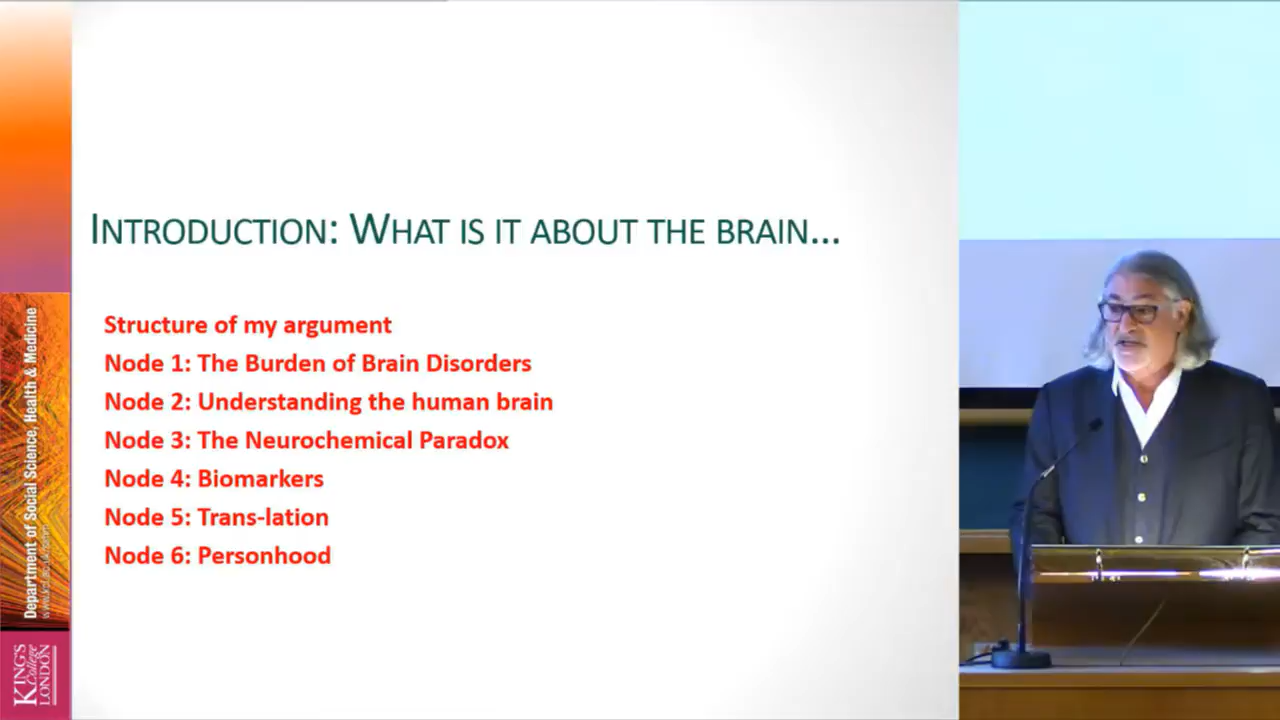 INTRODUCTION: WHAT IS IT ABOUT THE BRAIN...
Structure of my argument
Node 1: The Burden of Brain Disorders
Node 2: Understanding the human brain
Node 3: The Neurochemical Paradox
Node 4: Biomarkers
Node 5: Trans-lation
Node 6: Personhood
Department of Social Science, Health & Medicine
KING'S
College
LONDON